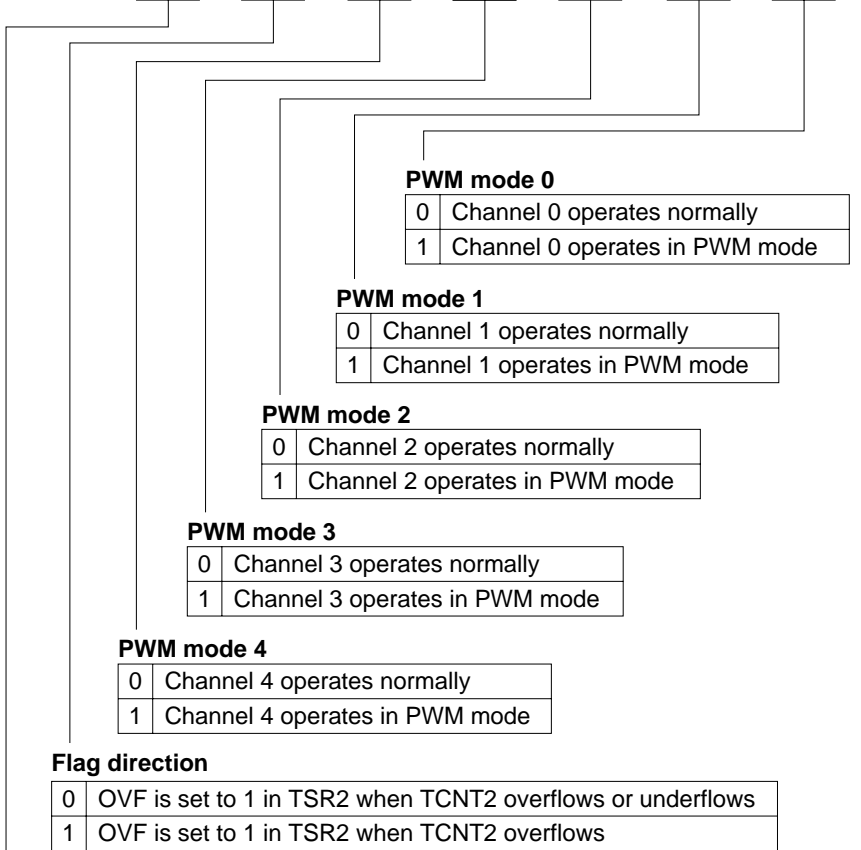 PWM mode 0
0 Channel 0 operates normally
1 Channel 0 operates in PWM mode
PWM mode 1
0 Channel 1 operates normally
1 Channel 1 operates in PWM mode
PWM mode 2
0 Channel 2 operates normally
1 Channel 2 operates in PWM mode
PWM mode 3
0 Channel 3 operates normally
1 Channel 3 operates in PWM mode
PWM mode 4
0 Channel 4 operates normally
1 Channel 4 operates in PWM mode
Flag direction
0 OVF is set to 1 in TSR2 when TCNT2 overflows or underflows
1 OVF is set to 1 in TSR2 when TCNT2 overflows